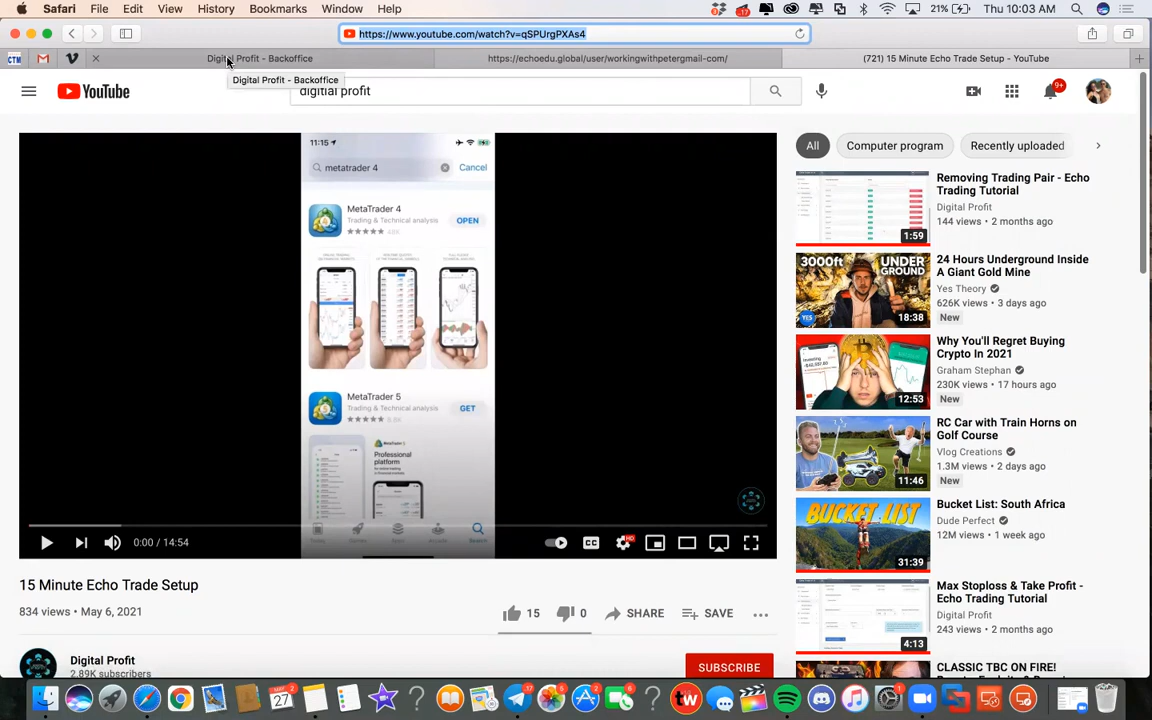 Safari File Edit View History Bookmarks Window Help 17 21% Thu 10:03 AM
https://www.youtube.com/watch?v=qSPUrgPXAs4
CTM Digital Profit - Backoffice https://echoedu.global/user/workingwithpetergmail-com/ (721) 15 Minute Echo Trade Setup - YouTube
Digital Profit - Backoffice
YouTube digitial profit 9+
All Computer program Recently uploaded
11:15
metatrader 4 Cancel
MetaTrader 4
Trading & Technical analysis
OPEN
MetaTrader 5
Trading & Technical analysis
GET
Professional
platform
Search
0:00 / 14:54 CC HD
15 Minute Echo Trade Setup
834 views • May 6, 2021
15 0 SHARE SAVE
Digital Profit
2.89K subscribers
SUBSCRIBE
Removing Trading Pair - Echo
Trading Tutorial
Digital Profit
144 views • 2 months ago
1:59
3000ft UNDER
GROUND
YES
18:38
24 Hours Underground Inside
A Giant Gold Mine
Yes Theory
626K views • 3 days ago
New
12:53
Why You'll Regret Buying
Crypto In 2021
Graham Stephan
230K views • 17 hours ago
New
11:46
RC Car with Train Horns on
Golf Course
Vlog Creations
1.3M views • 2 days ago
New
BUCKET LIST
31:39
Bucket List: South Africa
Dude Perfect
12M views • 1 week ago
4:13
Max Stoploss & Take Profit -
Echo Trading Tutorial
Digital Profit
243 views • 2 months ago
CLASSIC TBC ON FIRE!
27
tw